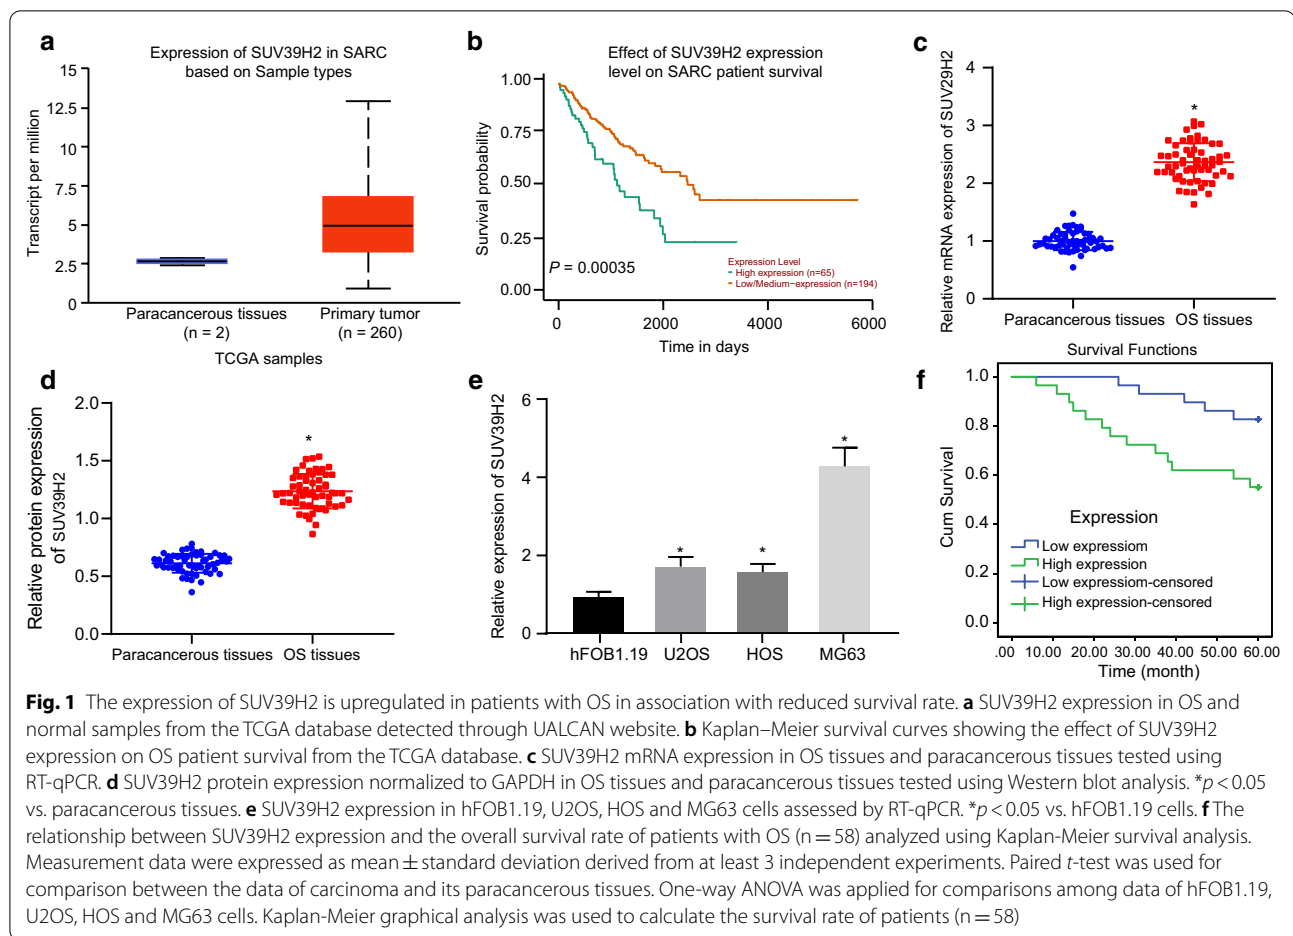 a
Expression of SUV39H2 in SARC
based on Sample types
Transcript per million
15
12.5
10
7.5
5
2.5
0
Paracancerous tissues
(n = 2)
Primary tumor
(n = 260)
TCGA samples
b
Effect of SUV39H2 expression
level on SARC patient survival
Survival probability
1.00
0.75
0.50
0.25
0.00
P = 0.00035
Expression Level
High expression (n=65)
Low/Medium−expression (n=194)
0
2000
4000
6000
Time in days
c
Relative mRNA expression of SUV29H2
4
3
2
1
0
*
Paracancerous tissues
OS tissues
d
Relative protein expression
of SUV39H2
2.0
1.5
1.0
0.5
0.0
*
Paracancerous tissues
OS tissues
e
Relative expression of SUV39H2
6
4
2
0
*
*
*
hFOB1.19
U2OS
HOS
MG63
f
Survival Functions
Cum Survival
1.0
0.8
0.6
0.4
0.2
0.0
Expression
Low expressiom
High expression
Low expressiom-censored
High expression-censored
.00
10.00
20.00
30.00
40.00
50.00
60.00
Time (month)
Fig. 1 The expression of SUV39H2 is upregulated in patients with OS in association with reduced survival rate. a SUV39H2 expression in OS and
normal samples from the TCGA database detected through UALCAN website. b Kaplan–Meier survival curves showing the effect of SUV39H2
expression on OS patient survival from the TCGA database. c SUV39H2 mRNA expression in OS tissues and paracancerous tissues tested using
RT-qPCR. d SUV39H2 protein expression normalized to GAPDH in OS tissues and paracancerous tissues tested using Western blot analysis. *p < 0.05
vs. paracancerous tissues. e SUV39H2 expression in hFOB1.19, U2OS, HOS and MG63 cells assessed by RT-qPCR. *p < 0.05 vs. hFOB1.19 cells. f The
relationship between SUV39H2 expression and the overall survival rate of patients with OS (n = 58) analyzed using Kaplan-Meier survival analysis.
Measurement data were expressed as mean ± standard deviation derived from at least 3 independent experiments. Paired t-test was used for
comparison between the data of carcinoma and its paracancerous tissues. One-way ANOVA was applied for comparisons among data of hFOB1.19,
U2OS, HOS and MG63 cells. Kaplan-Meier graphical analysis was used to calculate the survival rate of patients (n = 58)